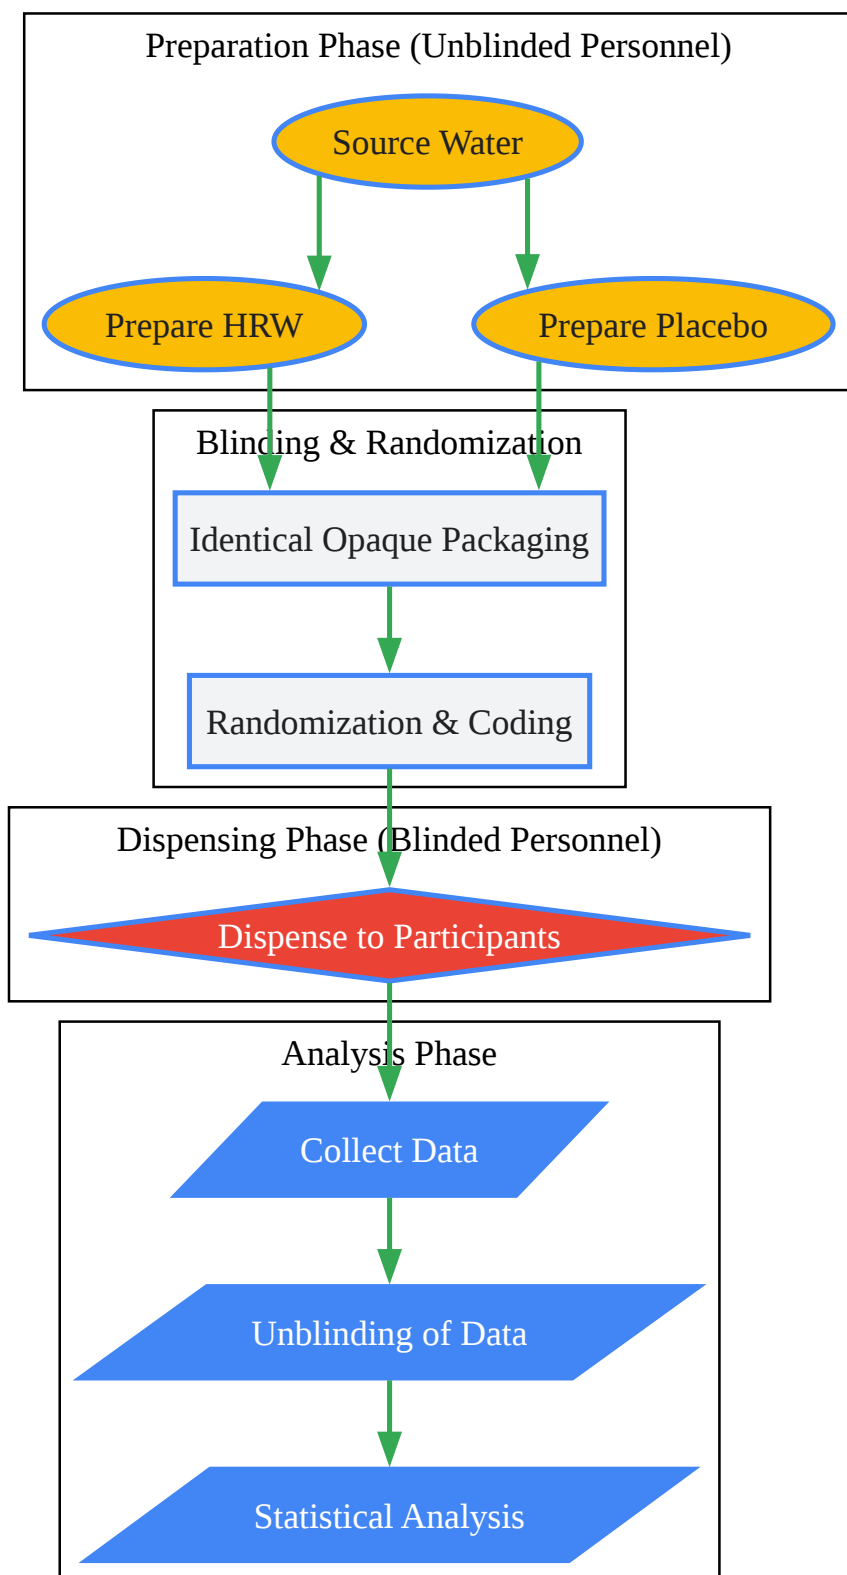 Preparation Phase (Unblinded Personnel)
Source Water
Prepare HRW
Prepare Placebo
Blinding & Randomization
Identical Opaque Packaging
Randomization & Coding
Dispensing Phase (Blinded Personnel)
Dispense to Participants
Analysis Phase
Collect Data
Unblinding of Data
Statistical Analysis